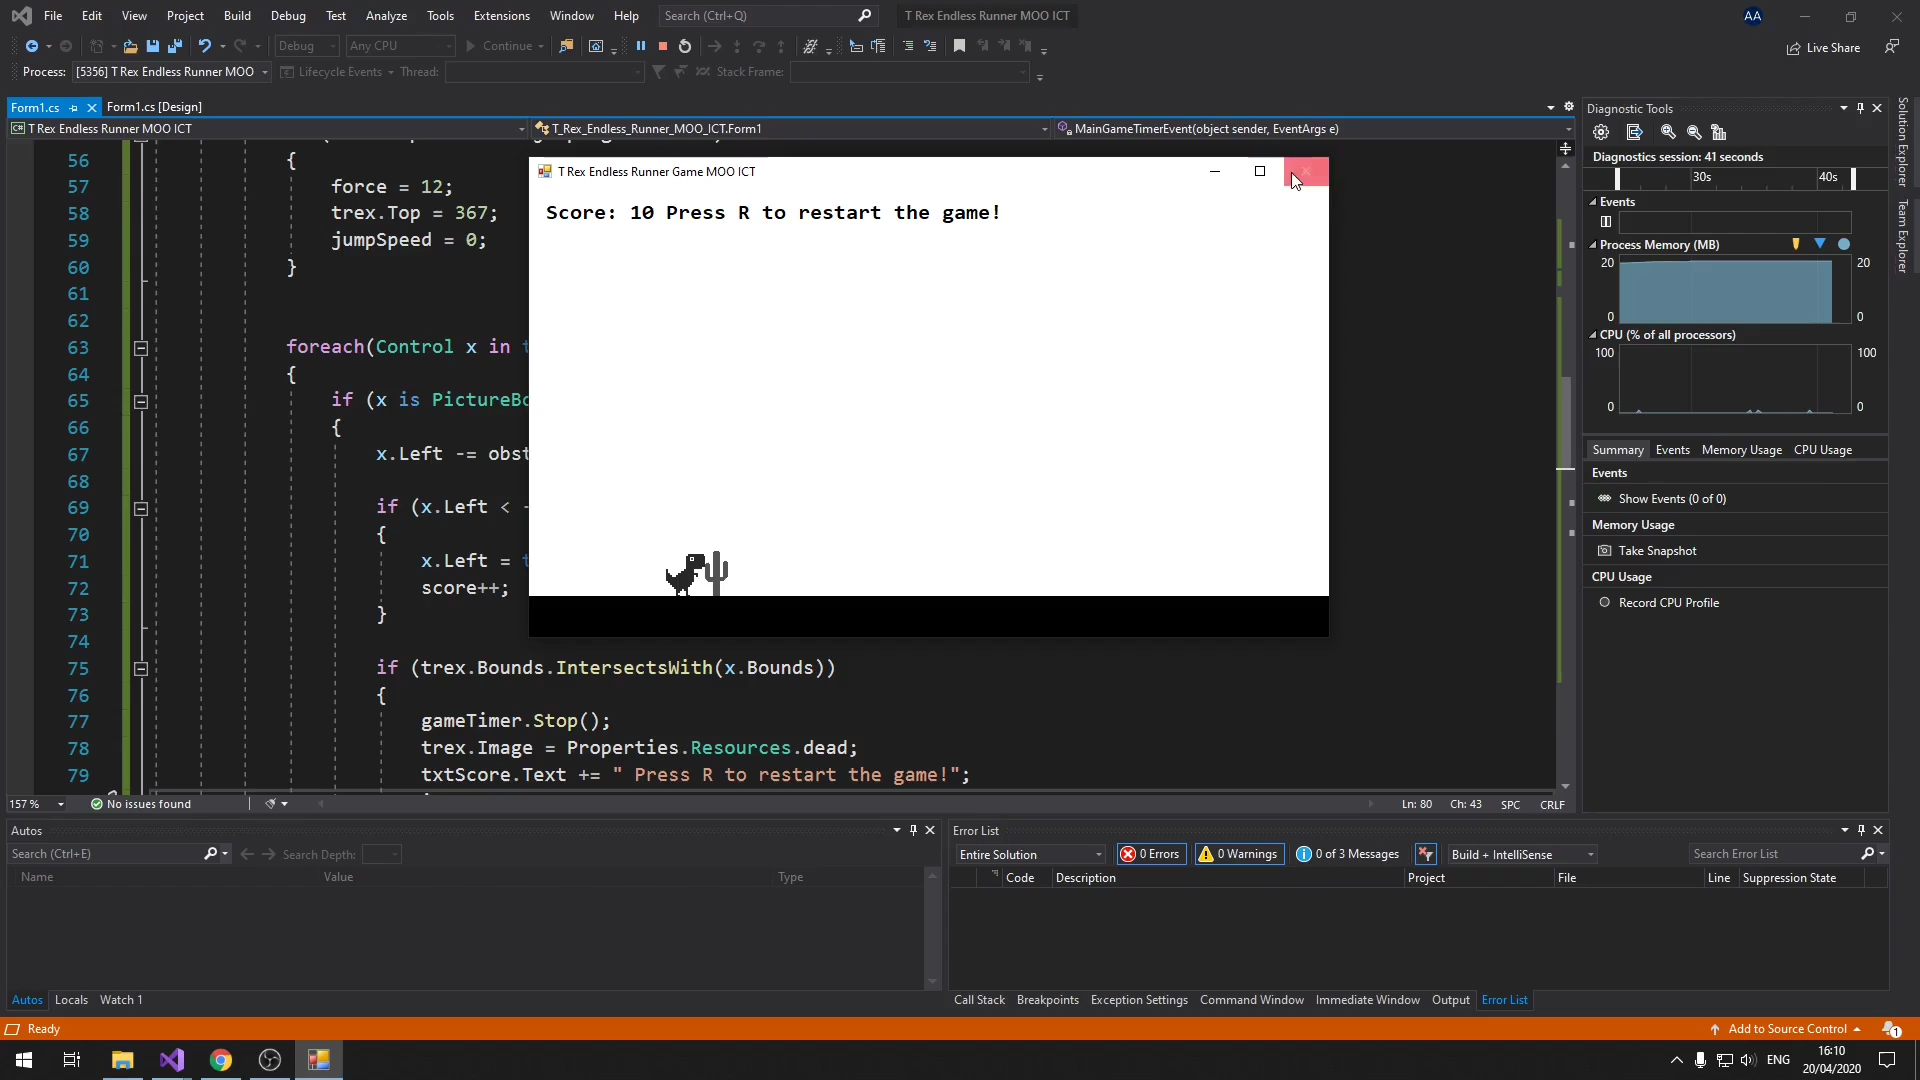 File Edit View Project Build Debug Test Analyze Tools Extensions Window Help Search (Ctrl+Q) T Rex Endless Runner MOO ICT AA
Debug Any CPU Continue Live Share
Process: [5356] T Rex Endless Runner MOO Lifecycle Events Thread: Stack Frame:
Form1.cs Form1.cs [Design]
T Rex Endless Runner MOO ICT T_Rex_Endless_Runner_MOO_ICT.Form1 MainGameTimerEvent(object sender, EventArgs e)
56 {
57 force = 12;
58 trex.Top = 367;
59 jumpSpeed = 0;
60 }
61
62
63 foreach(Control x in t
64 {
65 if (x is PictureBo
66 {
67 x.Left -= obst
68
69 if (x.Left < -
70 {
71 x.Left = t
72 score++;
73 }
74
75 if (trex.Bounds.IntersectsWith(x.Bounds))
76 {
77 gameTimer.Stop();
78 trex.Image = Properties.Resources.dead;
79 txtScore.Text += " Press R to restart the game!";
T Rex Endless Runner Game MOO ICT
Score: 10 Press R to restart the game!
157 % No issues found Ln: 80 Ch: 43 SPC CRLF
Diagnostic Tools
Diagnostics session: 41 seconds
30s 40s
Events
Process Memory (MB)
20 20
0 0
CPU (% of all processors)
100 100
0 0
Summary Events Memory Usage CPU Usage
Events
Show Events (0 of 0)
Memory Usage
Take Snapshot
CPU Usage
Record CPU Profile
Solution Explorer
Team Explorer
Autos
Search (Ctrl+E) Search Depth:
Name Value Type
Autos Locals Watch 1
Error List
Entire Solution 0 Errors 0 Warnings 0 of 3 Messages Build + IntelliSense Search Error List
Code Description Project File Line Suppression State
Call Stack Breakpoints Exception Settings Command Window Immediate Window Output Error List
Ready Add to Source Control 1
ENG 16:10
20/04/2020